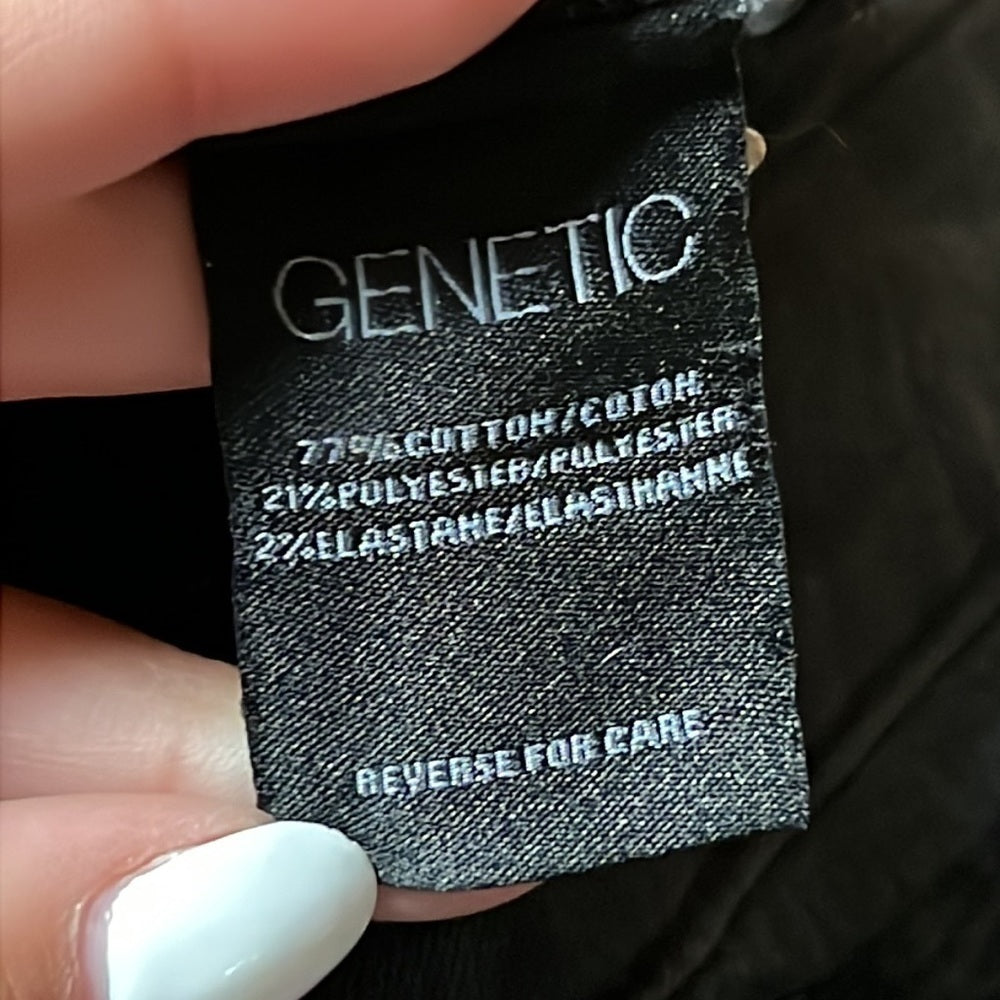 GENETIC
77%COTTON/COTON
21%POLYESTER/POLYESTER
2%ELASTANE/ELASTHANNE
REVERSE FOR CARE